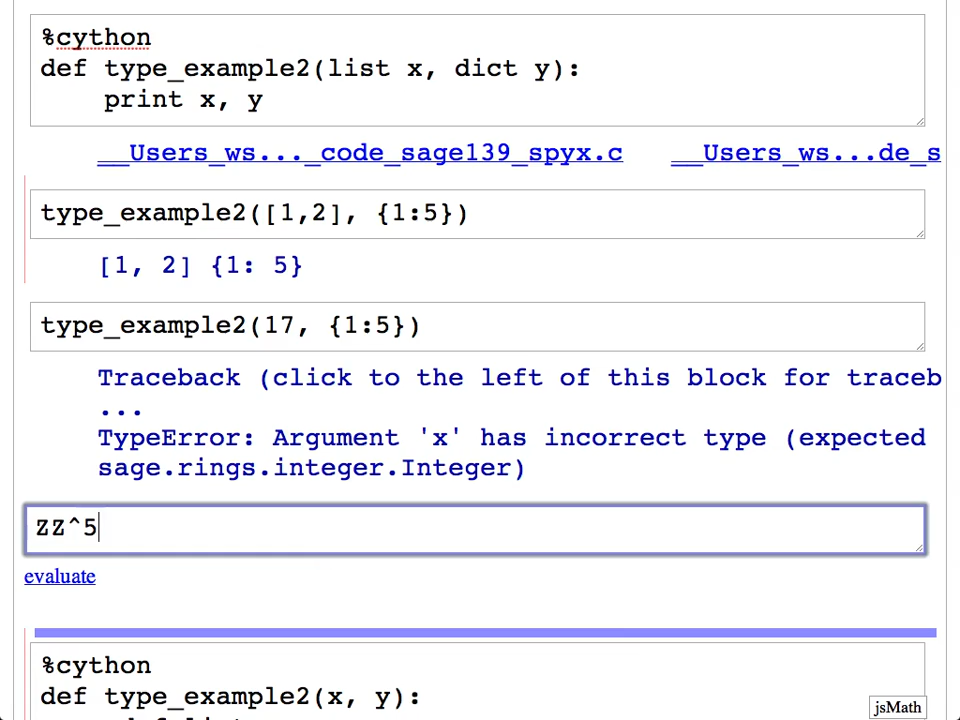 %cython
def type_example2(list x, dict y):
    print x, y
__Users_ws..._code_sage139_spyx.c   __Users_ws...de_s
type_example2([1,2], {1:5})
[1, 2] {1: 5}
type_example2(17, {1:5})
Traceback (click to the left of this block for traceb
...
TypeError: Argument 'x' has incorrect type (expected
sage.rings.integer.Integer)
ZZ^5
evaluate
%cython
def type_example2(x, y):
jsMath